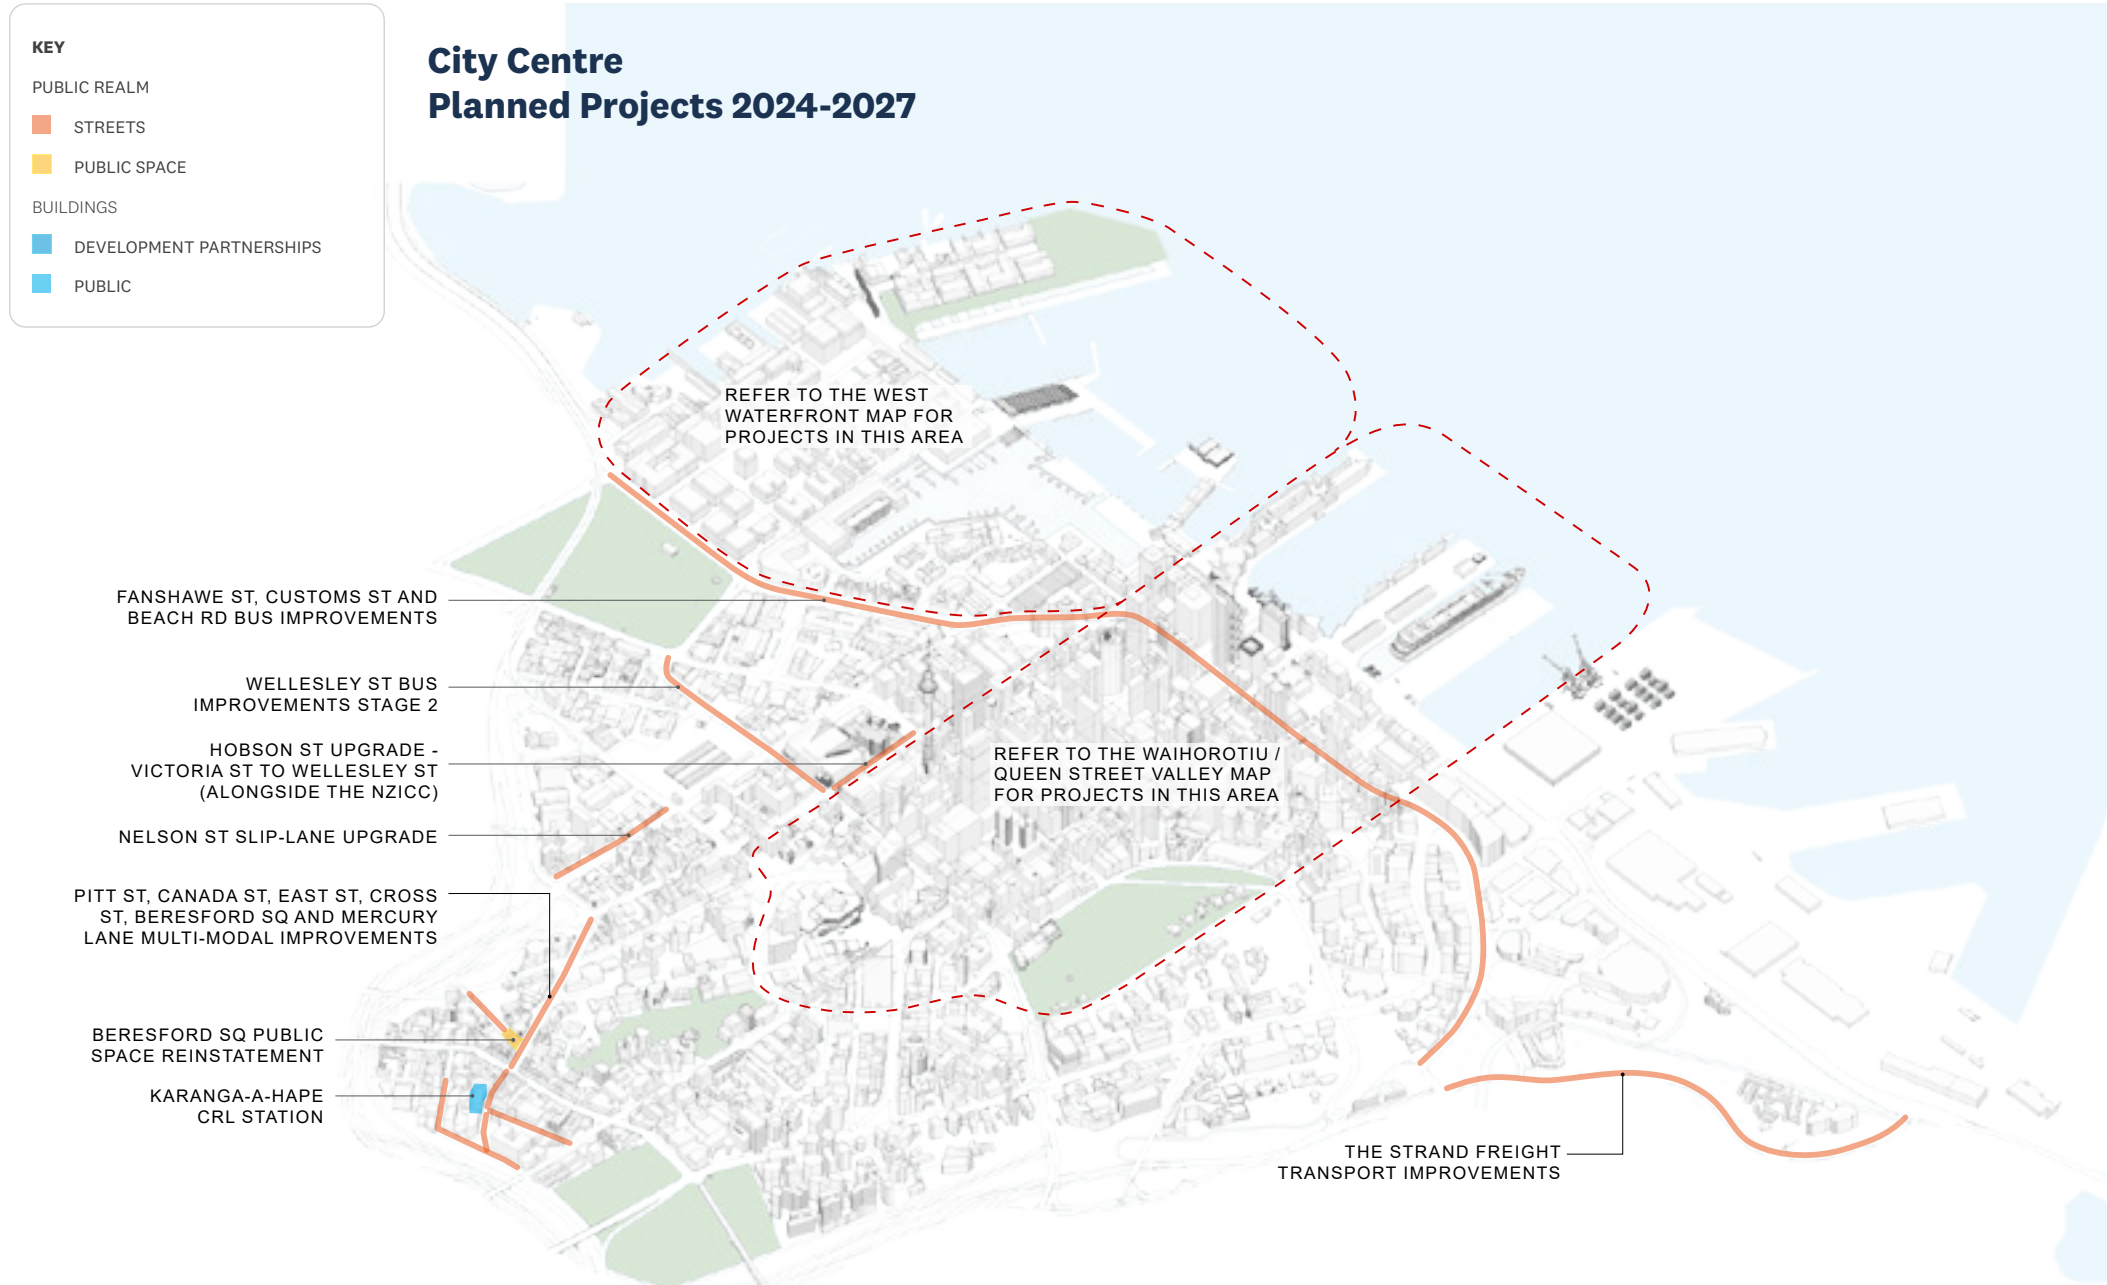 KEY
PUBLIC REALM
STREETS
PUBLIC SPACE
BUILDINGS
DEVELOPMENT PARTNERSHIPS
PUBLIC
City Centre
Planned Projects 2024-2027
REFER TO THE WEST
WATERFRONT MAP FOR
PROJECTS IN THIS AREA
FANSHAWE ST, CUSTOMS ST AND
BEACH RD BUS IMPROVEMENTS
WELLESLEY ST BUS
IMPROVEMENTS STAGE 2
HOBSON ST UPGRADE -
VICTORIA ST TO WELLESLEY ST
(ALONGSIDE THE NZICC)
REFER TO THE WAIHOROTIU /
QUEEN STREET VALLEY MAP
FOR PROJECTS IN THIS AREA
NELSON ST SLIP-LANE UPGRADE
PITT ST, CANADA ST, EAST ST, CROSS
ST, BERESFORD SQ AND MERCURY
LANE MULTI-MODAL IMPROVEMENTS
BERESFORD SQ PUBLIC
SPACE REINSTATEMENT
KARANGA-A-HAPE
CRL STATION
THE STRAND FREIGHT
TRANSPORT IMPROVEMENTS